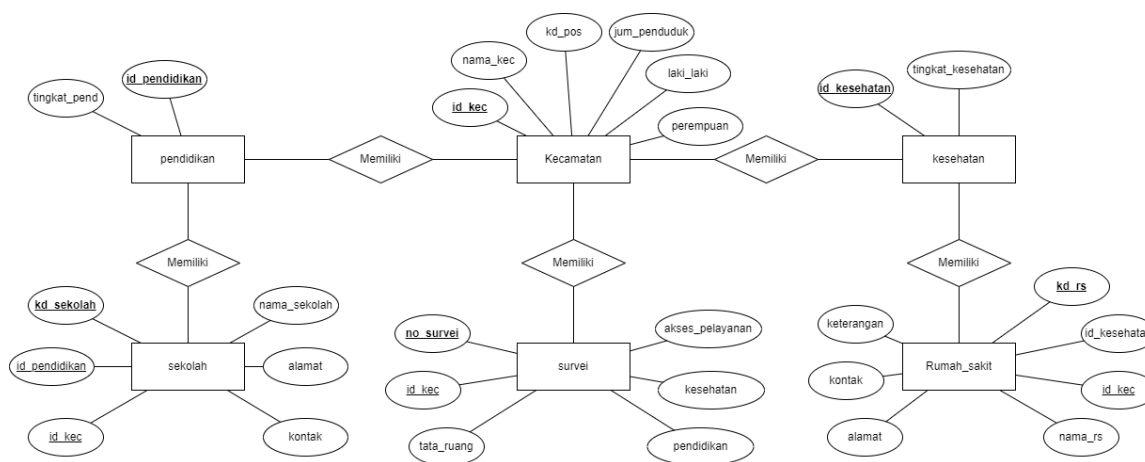 kd_pos
jum_penduduk
nama_kec
laki_laki
id_kec
perempuan
tingkat_pend
id_pendidikan
tingkat_kesehatan
id_kesehatan
pendidikan
Memiliki
Kecamatan
Memiliki
kesehatan
Memiliki
Memiliki
Memiliki
kd_sekolah
nama_sekolah
id_pendidikan
sekolah
alamat
id_kec
kontak
no_survei
akses_pelayanan
id_kec
survei
kesehatan
tata_ruang
pendidikan
kd_rs
keterangan
id_kesehatan
kontak
Rumah_sakit
id_kec
alamat
nama_rs